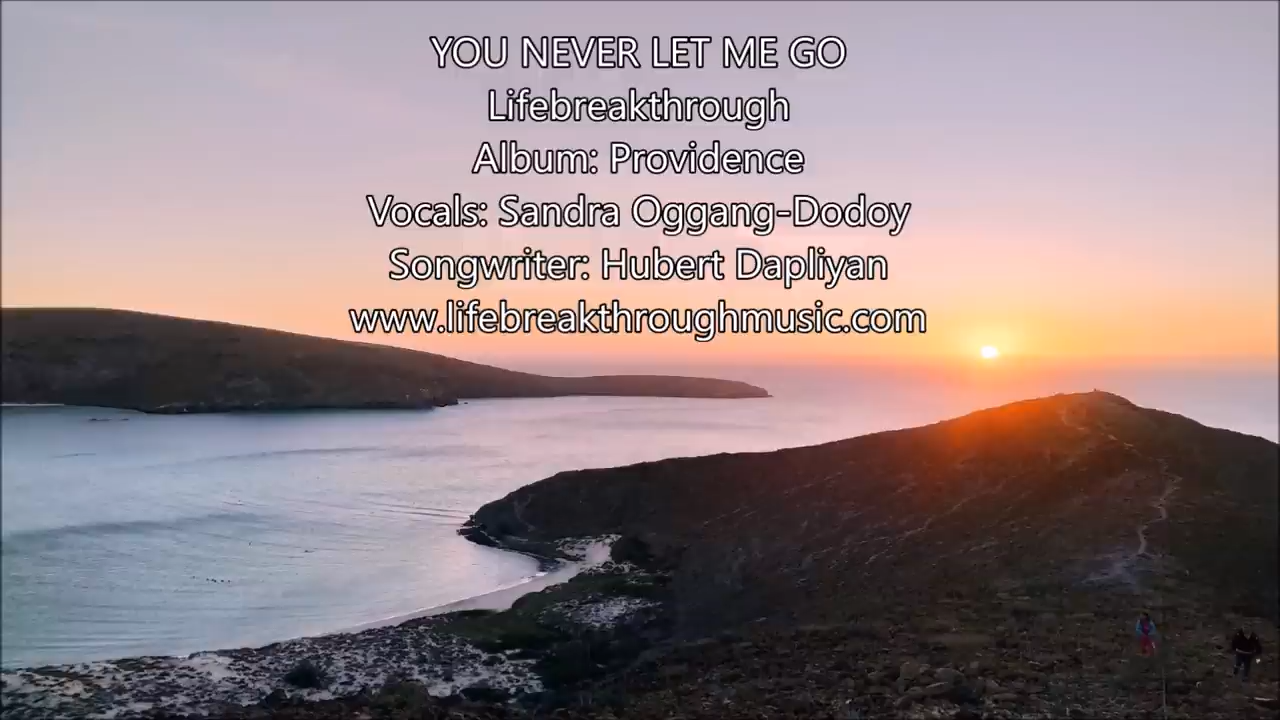 YOU NEVER LET ME GO
Lifebreakthrough
Album: Providence
Vocals: Sandra Oggang-Dodoy
Songwriter: Hubert Dapliyan
www.lifebreakthroughmusic.com